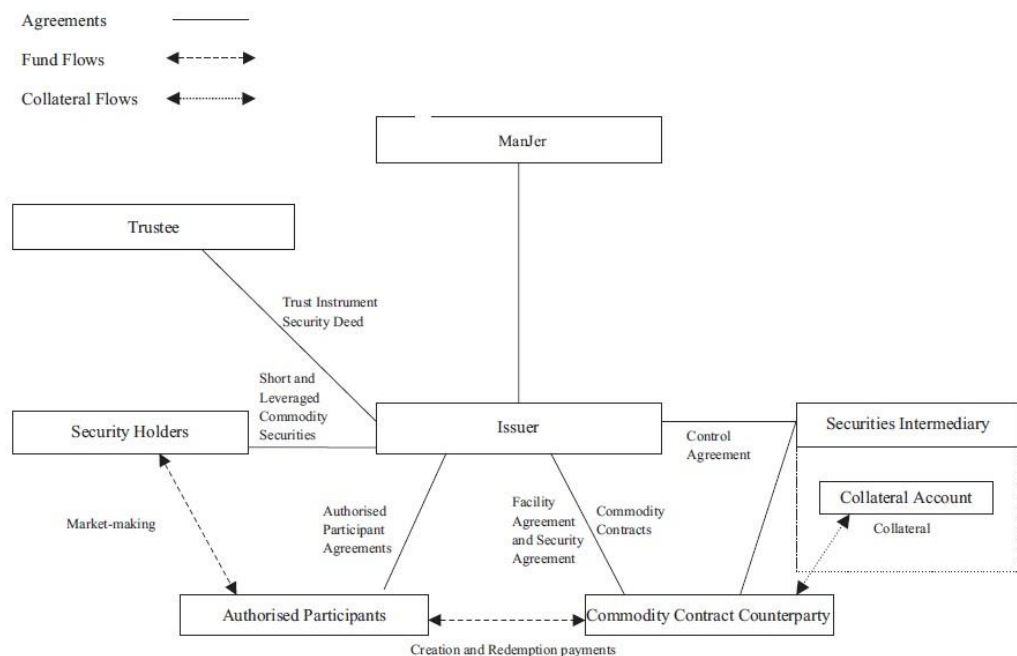 Agreements
Fund Flows
Collateral Flows
ManJer
Trustee
Trust Instrument
Security Deed
Short and
Leveraged
Commodity
Securities
Security Holders
Issuer
Securities Intermediary
Control
Agreement
Collateral Account
Collateral
Market-making
Authorised
Participant
Agreements
Facility
Agreement
and Security
Agreement
Commodity
Contracts
Authorised Participants
Commodity Contract Counterparty
Creation and Redemption payments